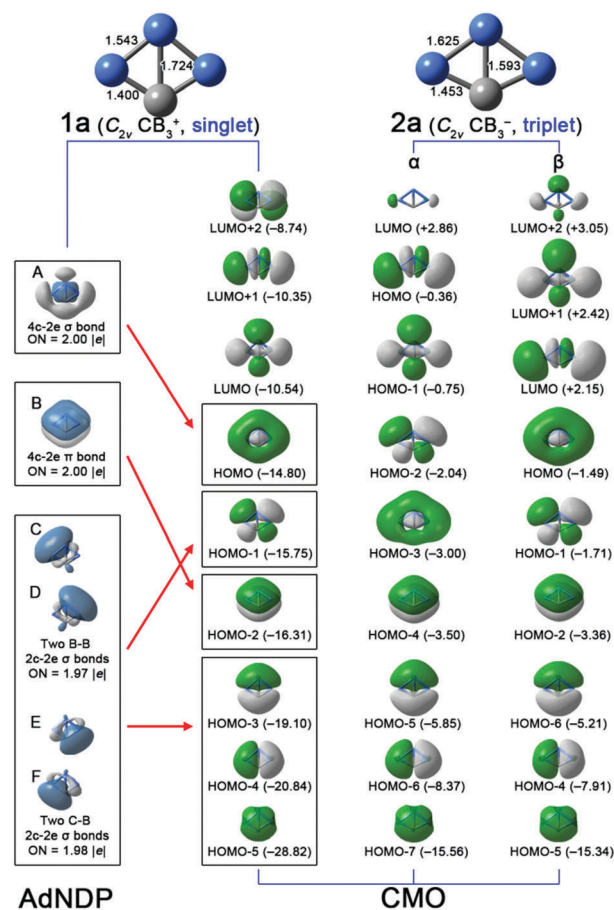 1.543
1.724
1.400
1.625
1.593
1.453
1a (C2v CB3+, singlet)
2a (C2v CB3−, triplet)
α
β
LUMO+2 (−8.74)
LUMO (+2.86)
LUMO+2 (+3.05)
A
4c-2e σ bond
ON = 2.00 |e|
LUMO+1 (−10.35)
HOMO (−0.36)
LUMO+1 (+2.42)
LUMO (−10.54)
HOMO-1 (−0.75)
LUMO (+2.15)
B
4c-2e π bond
ON = 2.00 |e|
HOMO (−14.80)
HOMO-2 (−2.04)
HOMO (−1.49)
HOMO-1 (−15.75)
HOMO-3 (−3.00)
HOMO-1 (−1.71)
C
D
Two B-B
2c-2e σ bonds
ON = 1.97 |e|
HOMO-2 (−16.31)
HOMO-4 (−3.50)
HOMO-2 (−3.36)
E
F
Two C-B
2c-2e σ bonds
ON = 1.98 |e|
HOMO-3 (−19.10)
HOMO-5 (−5.85)
HOMO-6 (−5.21)
HOMO-4 (−20.84)
HOMO-6 (−8.37)
HOMO-4 (−7.91)
HOMO-5 (−28.82)
HOMO-7 (−15.56)
HOMO-5 (−15.34)
AdNDP
CMO